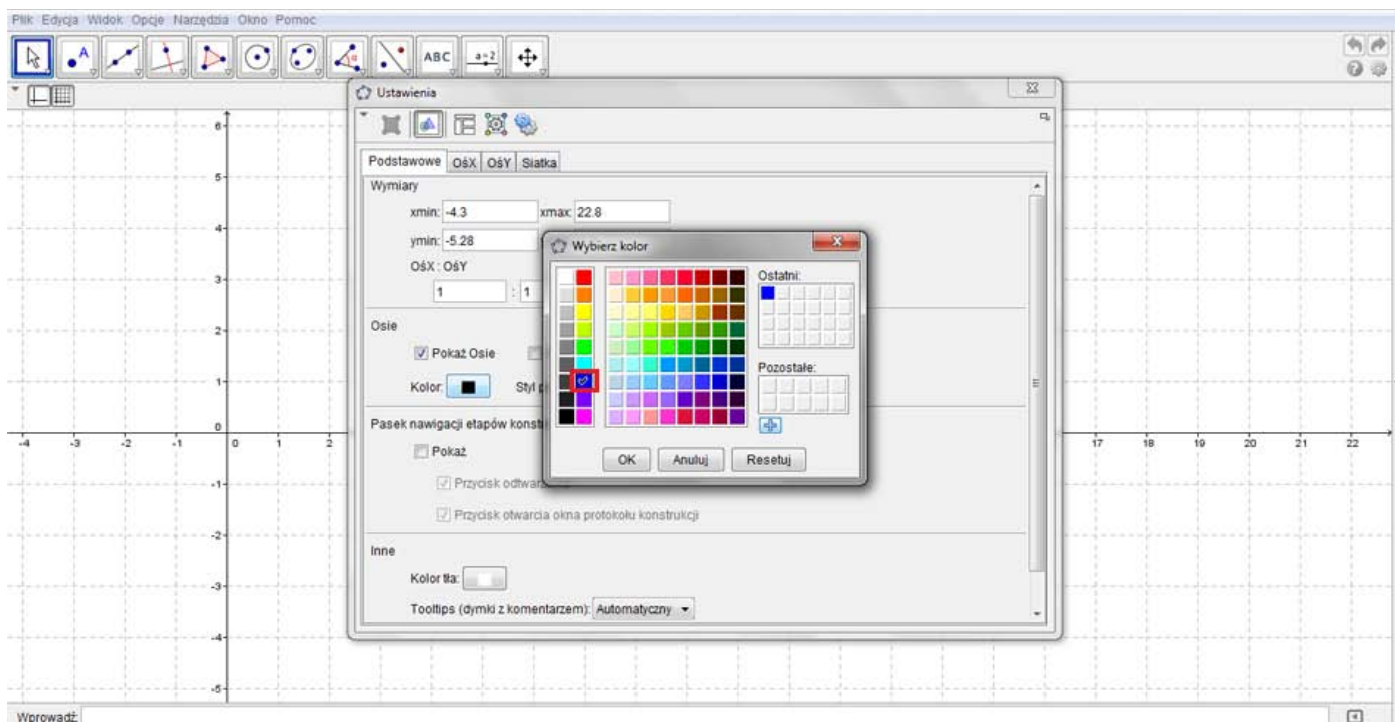 Plik Edycja Widok Opcje Narzędzia Okno Pomoc
A
ABC
a=2
Ustawienia
Podstawowe OśX OśY Siatka
Wymiary
xmin: -4.3 xmax: 22.8
ymin: -5.28
OśX : OśY
1 : 1
Osie
Pokaż Osie
Kolor:
Pasek nawigacji etapów
Pokaż
Przycisk
Przycisk otwarcia okna protokołu konstrukcji
Inne
Kolor tła:
Tooltips (dymki z komentarzem): Automatyczny
Wybierz kolor
Ostatni:
Pozostałe:
OK Anuluj Resetuj
6
5
4
3
2
1
0
-4 -3 -2 -1 0 1 2 17 18 19 20 21 22
-1
-2
-3
-4
-5
Wprowadź: